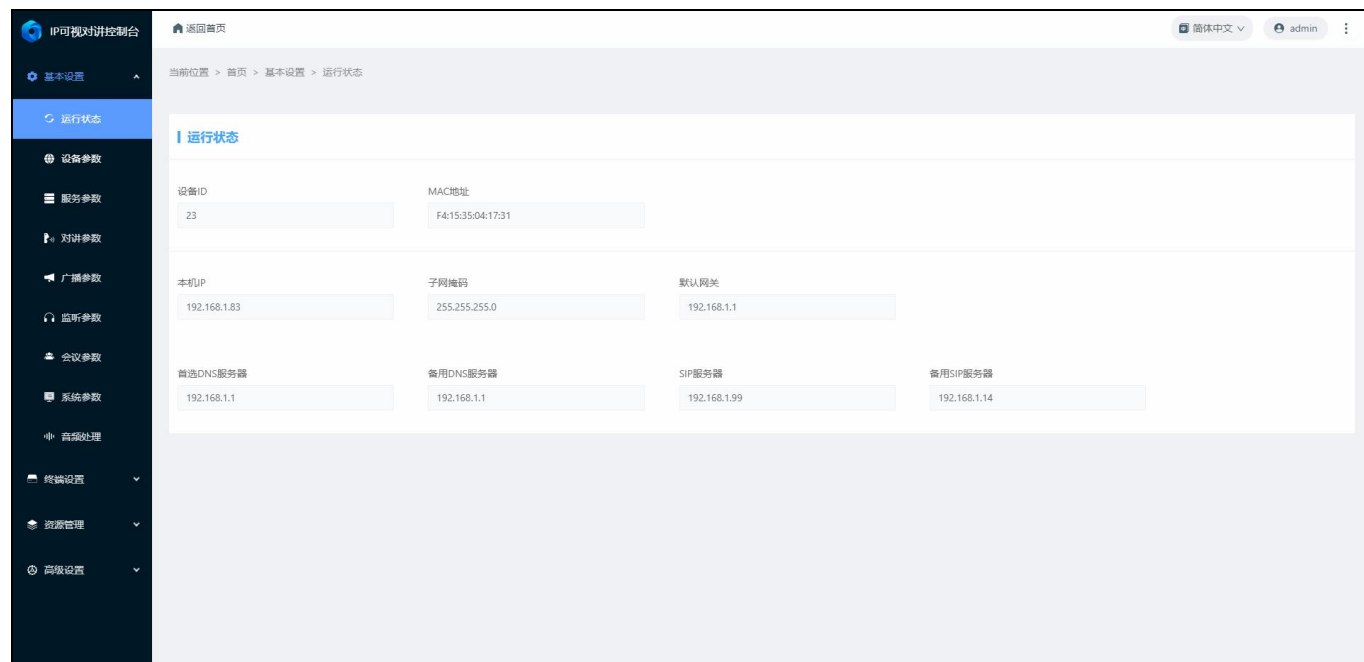 IP可视对讲控制台
返回首页
简体中文
admin
基本设置
当前位置 > 首页 > 基本设置 > 运行状态
运行状态
设备参数
服务参数
对讲参数
广播参数
监听参数
会议参数
系统参数
音频处理
终端设置
资源管理
高级设置
运行状态
设备ID MAC地址
23 F4:15:35:04:17:31
本机IP 子网掩码 默认网关
192.168.1.83 255.255.255.0 192.168.1.1
首选DNS服务器 备用DNS服务器 SIP服务器 备用SIP服务器
192.168.1.1 192.168.1.1 192.168.1.99 192.168.1.14